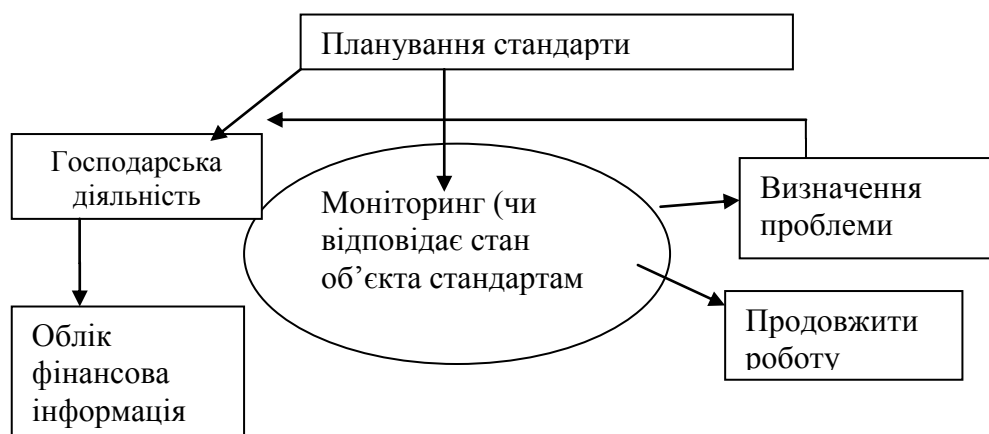 Планування стандарти
Господарська
діяльність
Моніторинг (чи
відповідає стан
об’єкта стандартам
Визначення
проблеми
Облік
фінансова
інформація
Продовжити
роботу